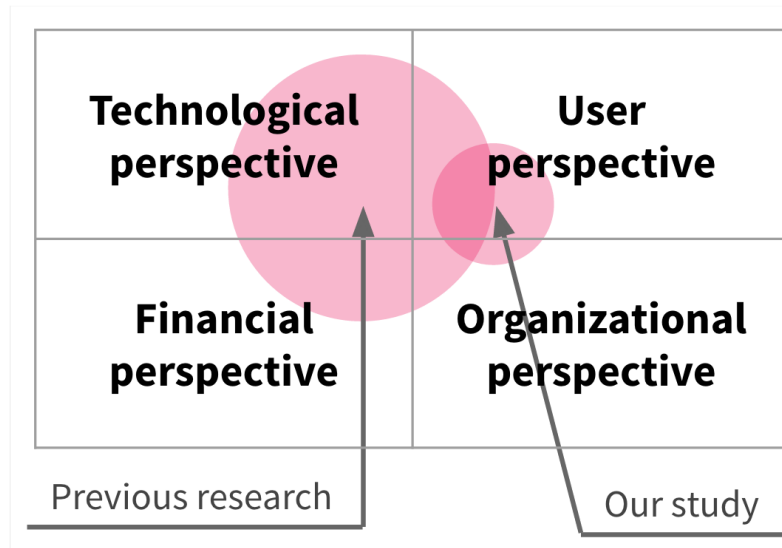 Technological
perspective
User
perspective
Financial
perspective
Organizational
perspective
Previous research
Our study